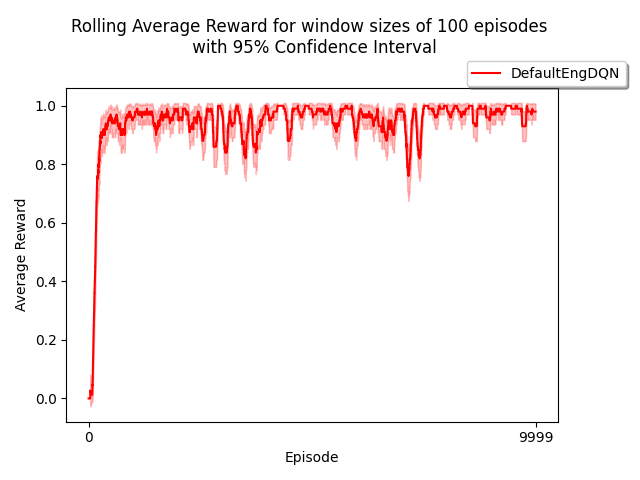 Rolling Average Reward for window sizes of 100 episodes
with 95% Confidence Interval
DefaultEngDQN
1.0
0.8
0.6
0.4
0.2
0.0
Average Reward
0
9999
Episode